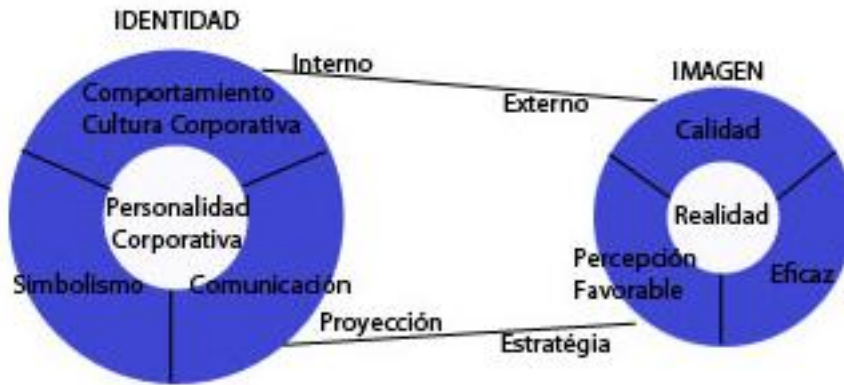 IDENTIDAD
Interno
Externo
IMAGEN
Comportamiento
Cultura Corporativa
Personalidad
Corporativa
Simbolismo
Comunicación
Proyección
Estratégia
Calidad
Realidad
Percepción
Favorable
Eficaz